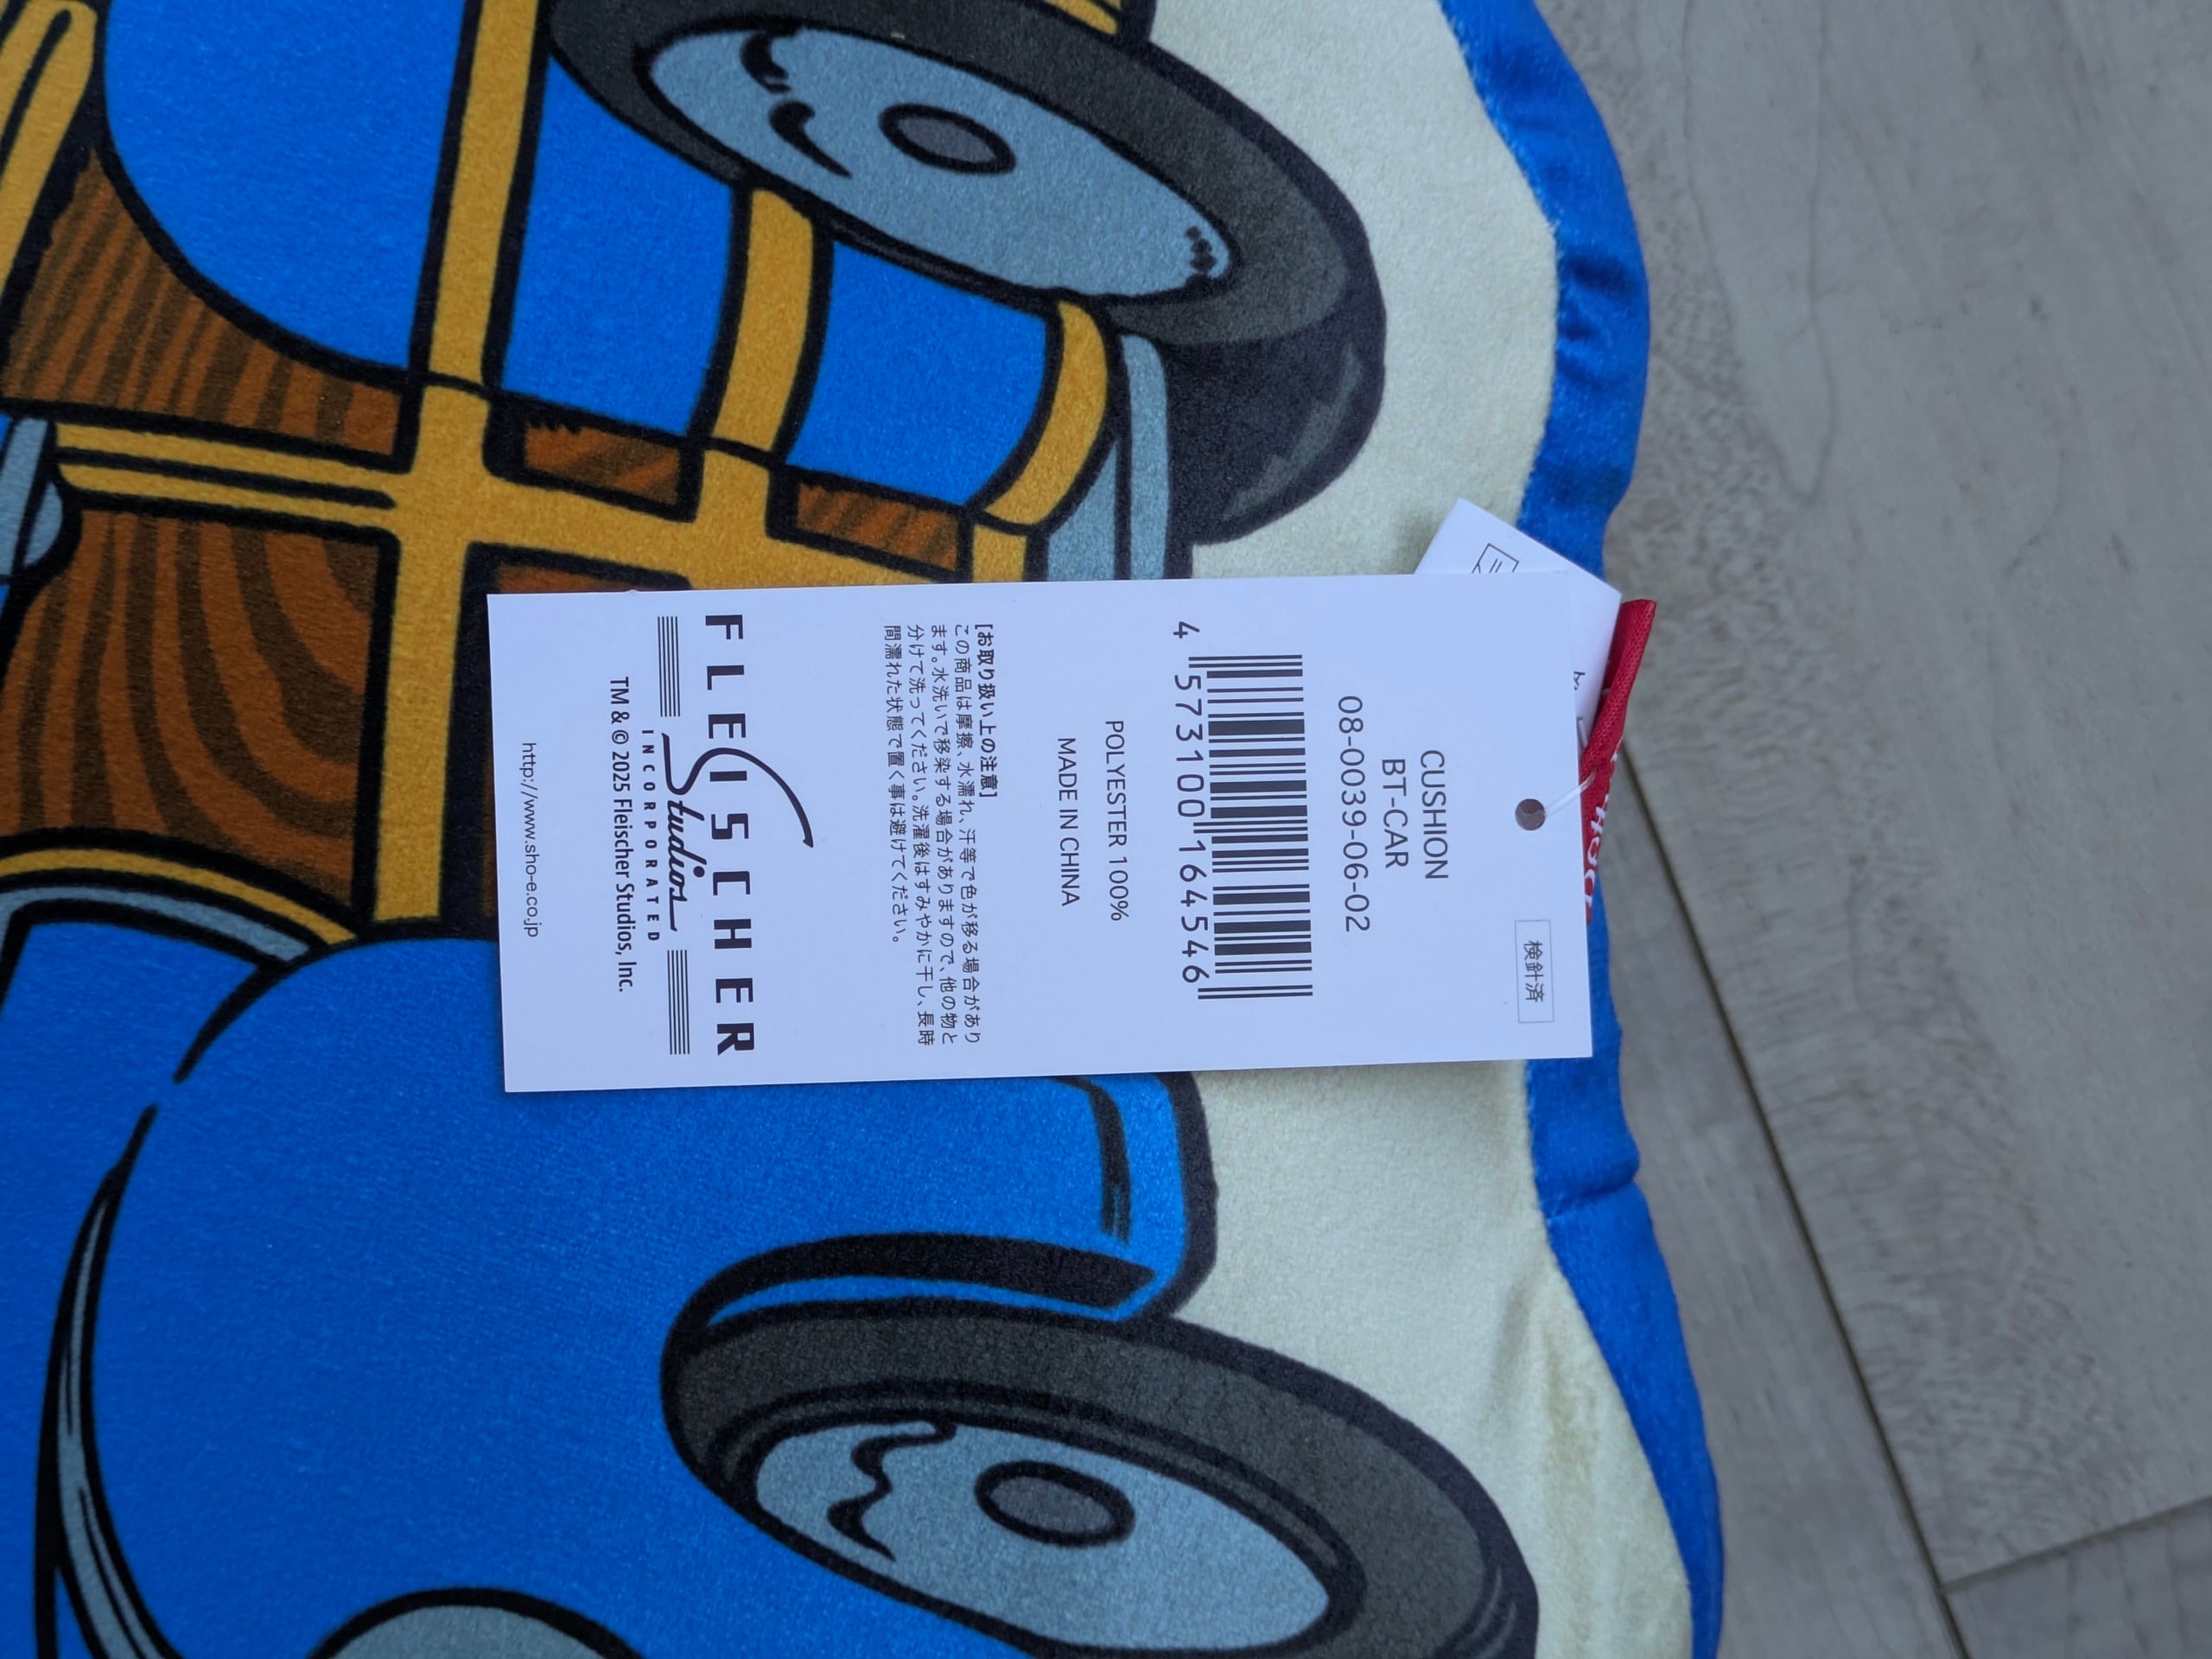 検針済
CUSHION
BT-CAR
08-0039-06-02
4 573100 164546
POLYESTER 100%
MADE IN CHINA
[お取り扱い上の注意]
この商品は摩擦、水濡れ、汗等で色が移る場合があり
ます。水洗いで移染する場合がありますので、他の物と
分けて洗ってください。洗濯後はすみやかに干し、長時
間濡れた状態で置く事は避けてください。
FLEISCHER
Studios
INCORPORATED
TM & © 2025 Fleischer Studios, Inc.
http://www.sho-e.co.jp